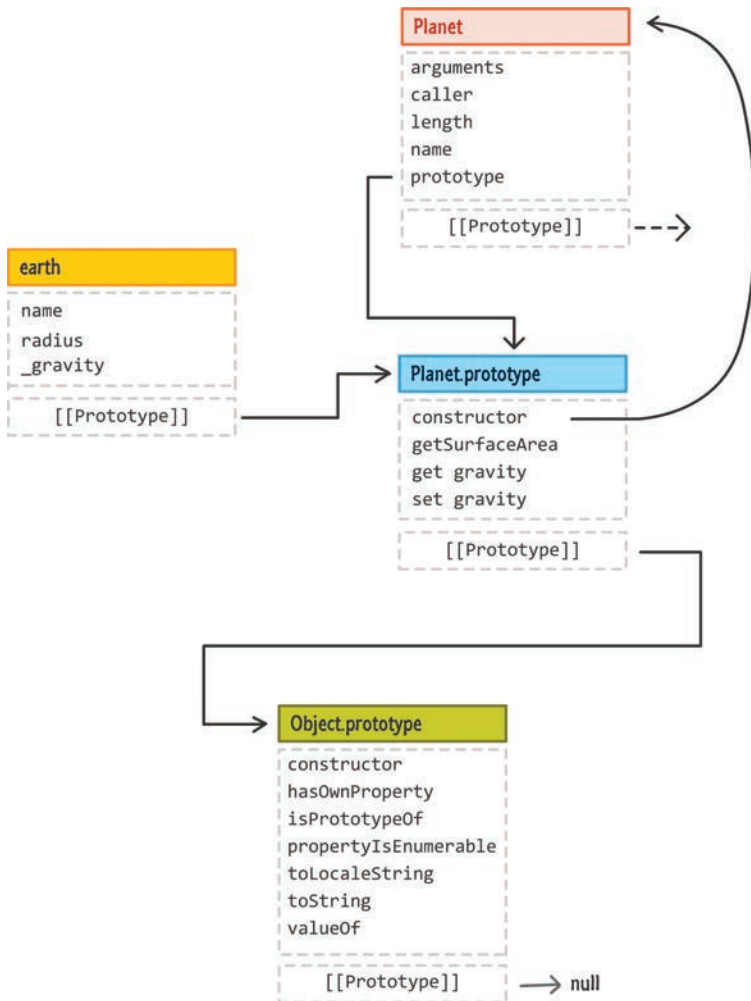 Planet
arguments
caller
length
name
prototype
[[Prototype]]
earth
name
radius
_gravity
[[Prototype]]
Planet.prototype
constructor
getSurfaceArea
get gravity
set gravity
[[Prototype]]
Object.prototype
constructor
hasOwnProperty
isPrototypeOf
propertyIsEnumerable
toLocaleString
toString
valueOf
[[Prototype]]
null